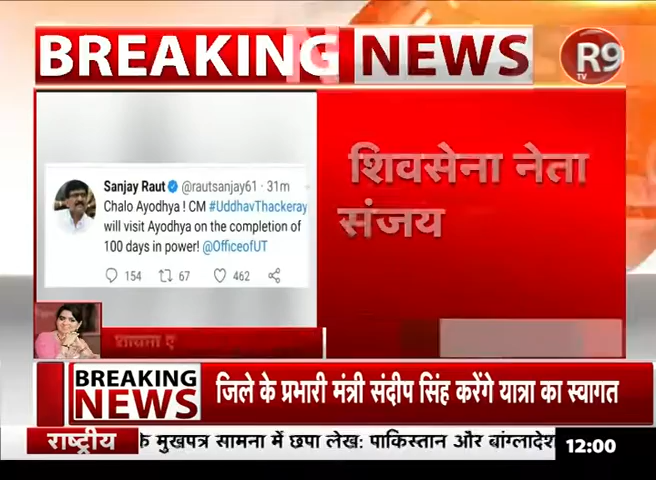 BREAKING NEWS
R9
TV
Sanjay Raut @rautsanjay61 · 31m
Chalo Ayodhya ! CM #UddhavThackeray
will visit Ayodhya on the completion of
100 days in power! @OfficeofUT
154 67 462
शिवसेना नेता
संजय
BREAKING
NEWS
जिले के प्रभारी मंत्री संदीप सिंह करेंगे यात्रा का स्वागत
राष्ट्रीय
के मुखपत्र सामना में छपा लेख: पाकिस्तान और बांग्लादेश
12:00